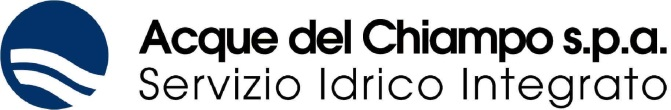 Acque del Chiampo s.p.a.
Servizio Idrico Integrato